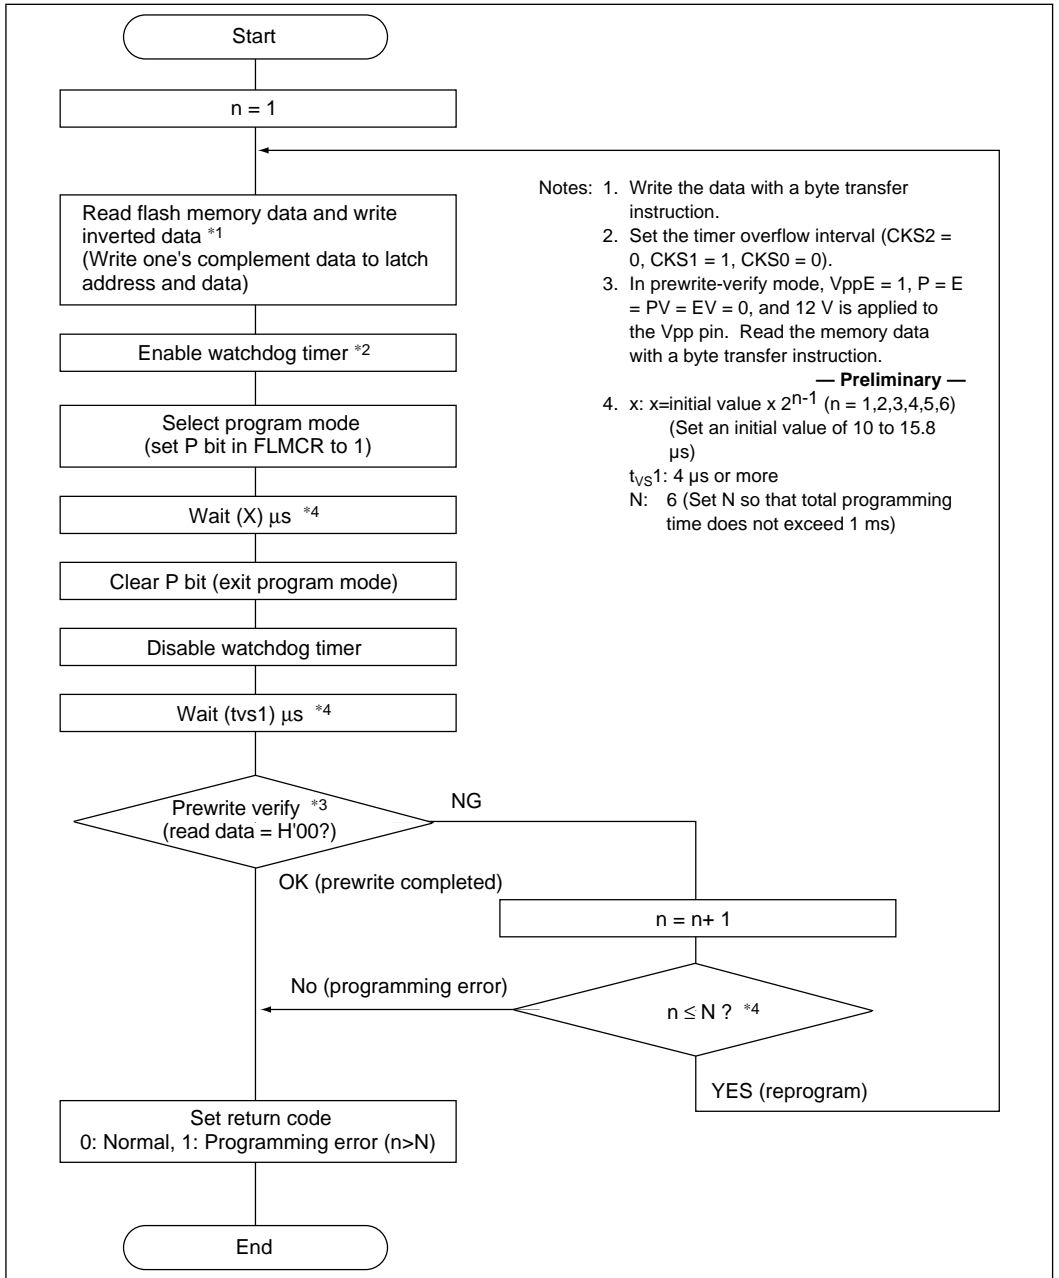 Start
n = 1
Read flash memory data and write
inverted data *1
(Write one's complement data to latch
address and data)
Enable watchdog timer *2
Select program mode
(set P bit in FLMCR to 1)
Wait (X) μs *4
Clear P bit (exit program mode)
Disable watchdog timer
Wait (tvs1) μs *4
Prewrite verify *3
(read data = H'00?)
NG
OK (prewrite completed)
n = n+ 1
No (programming error)
n ≤ N ? *4
YES (reprogram)
Set return code
0: Normal, 1: Programming error (n>N)
End
Notes: 1. Write the data with a byte transfer
instruction.
2. Set the timer overflow interval (CKS2 =
0, CKS1 = 1, CKS0 = 0).
3. In prewrite-verify mode, VppE = 1, P = E
= PV = EV = 0, and 12 V is applied to
the Vpp pin. Read the memory data
with a byte transfer instruction.
— Preliminary —
4. x: x=initial value x 2n-1 (n = 1,2,3,4,5,6)
(Set an initial value of 10 to 15.8
μs)
tVS1: 4 μs or more
N: 6 (Set N so that total programming
time does not exceed 1 ms)